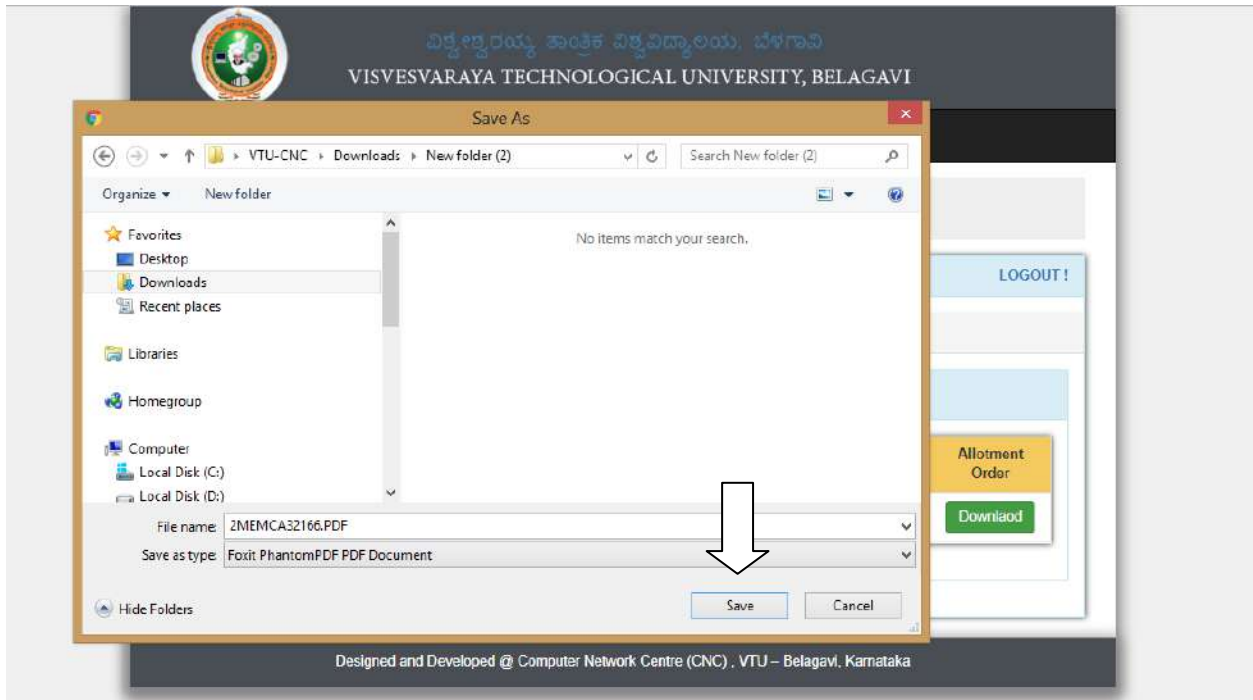 ವಿಶ್ವೇಶ್ವರಯ್ಯ ತಾಂತ್ರಿಕ ವಿಶ್ವವಿದ್ಯಾಲಯ, ಬೆಳಗಾವಿ
VISVESVARAYA TECHNOLOGICAL UNIVERSITY, BELAGAVI
Save As
VTU-CNC Downloads New folder (2)
Search New folder (2)
Organize New folder
Favorites
No items match your search.
Desktop
Downloads
LOGOUT !
Recent places
Libraries
Homegroup
Computer
Local Disk (C:)
Local Disk (D:)
Allotment
Order
Downlaod
File name: 2MEMCA32166.PDF
Save as type: Foxit PhantomPDF PDF Document
Hide Folders
Save
Cancel
Designed and Developed @ Computer Network Centre (CNC) , VTU – Belagavi, Karnataka